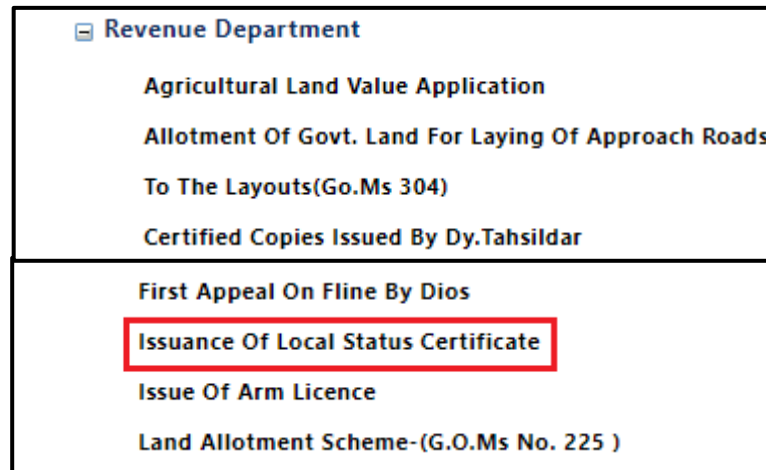 Revenue Department
Agricultural Land Value Application
Allotment Of Govt. Land For Laying Of Approach Roads
To The Layouts(Go.Ms 304)
Certified Copies Issued By Dy.Tahsildar
First Appeal On Fline By Dios
Issuance Of Local Status Certificate
Issue Of Arm Licence
Land Allotment Scheme-(G.O.Ms No. 225 )